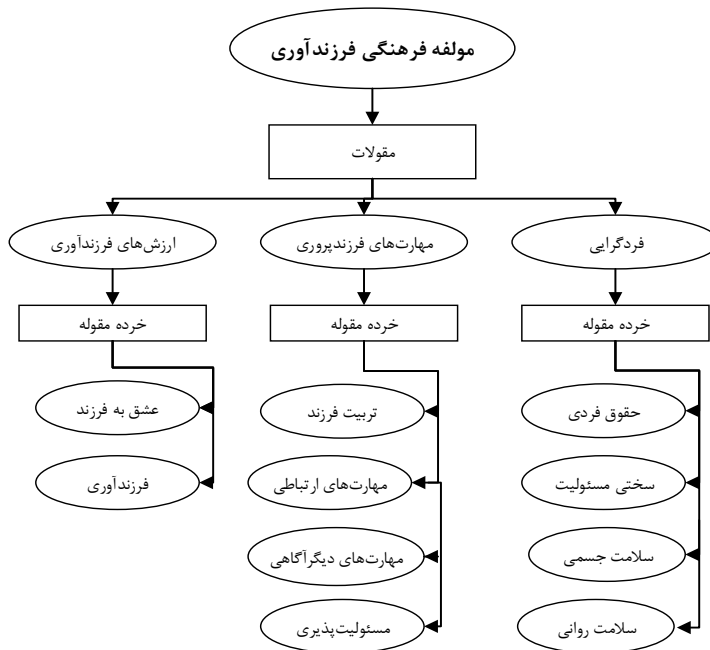 مولفه فرهنگی فرزندآوری
مقولات
فردگرایی
مهارت‌های فرزندپروری
ارزش‌های فرزندآوری
خرده مقوله
خرده مقوله
خرده مقوله
حقوق فردی
تربیت فرزند
عشق به فرزند
سختی مسئولیت
مهارت‌های ارتباطی
فرزندآوری
سلامت جسمی
مهارت‌های دیگرآگاهی
سلامت روانی
مسئولیت‌پذیری